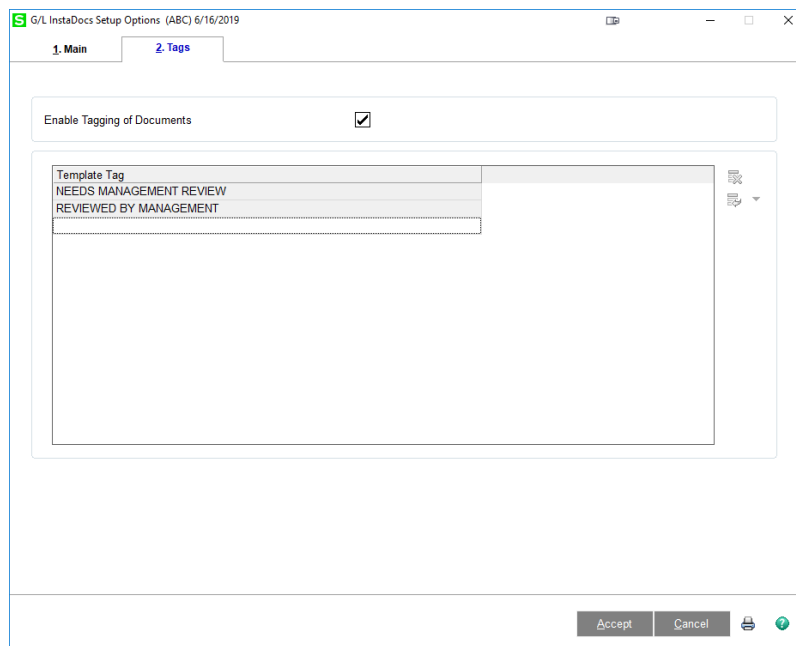 S G/L InstaDocs Setup Options (ABC) 6/16/2019
1. Main
2. Tags
Enable Tagging of Documents
Template Tag
NEEDS MANAGEMENT REVIEW
REVIEWED BY MANAGEMENT
Accept
Cancel
?